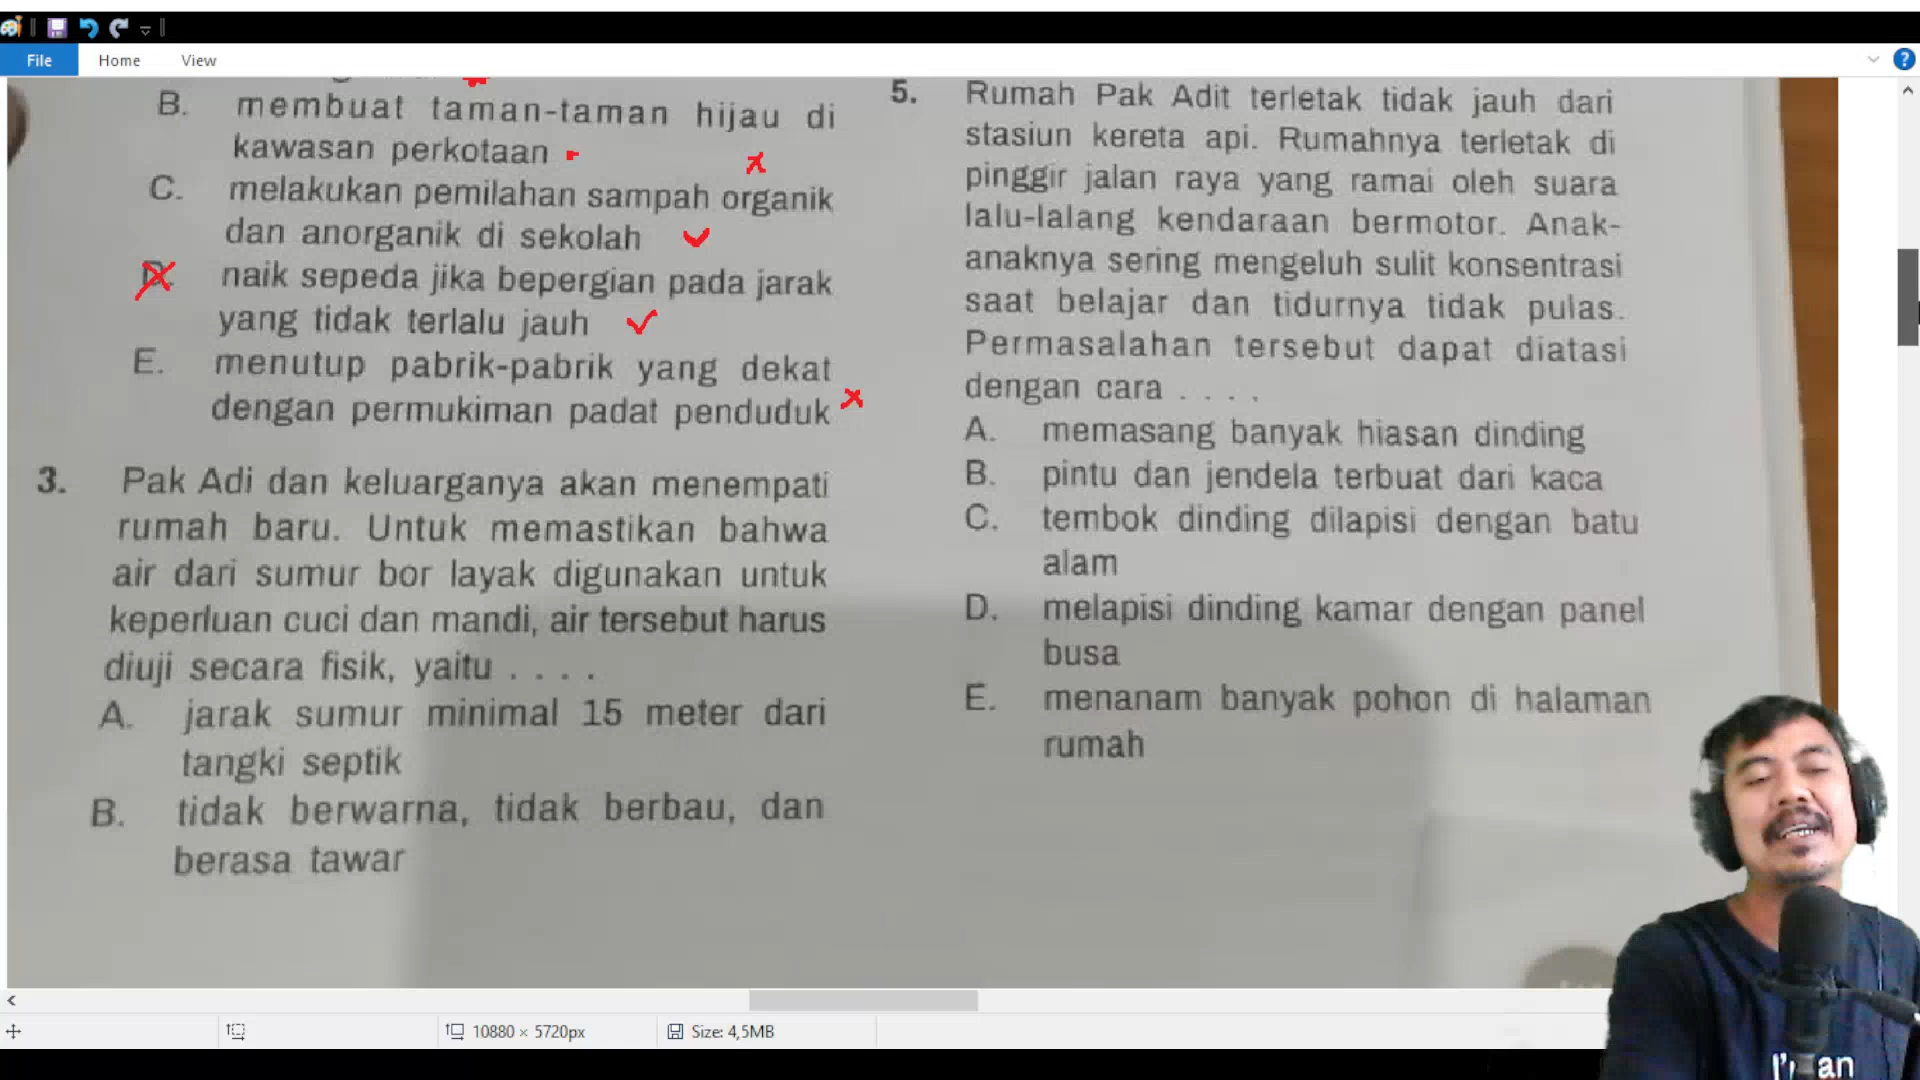 File
Home
View
B. membuat taman-taman hijau di
kawasan perkotaan
C. melakukan pemilahan sampah organik
dan anorganik di sekolah
D. naik sepeda jika bepergian pada jarak
yang tidak terlalu jauh
E. menutup pabrik-pabrik yang dekat
dengan permukiman padat penduduk
3. Pak Adi dan keluarganya akan menempati
rumah baru. Untuk memastikan bahwa
air dari sumur bor layak digunakan untuk
keperluan cuci dan mandi, air tersebut harus
diuji secara fisik, yaitu . . . .
A. jarak sumur minimal 15 meter dari
tangki septik
B. tidak berwarna, tidak berbau, dan
berasa tawar
5. Rumah Pak Adit terletak tidak jauh dari
stasiun kereta api. Rumahnya terletak di
pinggir jalan raya yang ramai oleh suara
lalu-lalang kendaraan bermotor. Anak-
anaknya sering mengeluh sulit konsentrasi
saat belajar dan tidurnya tidak pulas.
Permasalahan tersebut dapat diatasi
dengan cara . . . .
A. memasang banyak hiasan dinding
B. pintu dan jendela terbuat dari kaca
C. tembok dinding dilapisi dengan batu
alam
D. melapisi dinding kamar dengan panel
busa
E. menanam banyak pohon di halaman
rumah
10880 × 5720px
Size: 4,5MB